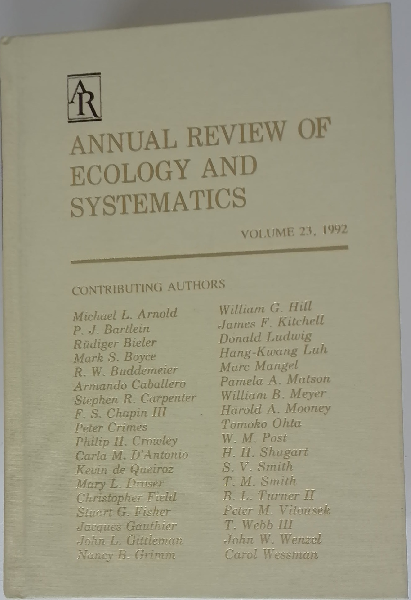 AR
ANNUAL REVIEW OF
ECOLOGY AND
SYSTEMATICS
VOLUME 23, 1992
CONTRIBUTING AUTHORS
Michael L. Arnold
P. J. Bartlein
Rüdiger Bieler
Mark S. Boyce
R. W. Buddemeier
Armando Caballero
Stephen R. Carpenter
F. S. Chapin III
Peter Crimes
Philip H. Crowley
Carla M. D'Antonio
Kevin de Queiroz
Mary L. Droser
Christopher Field
Stuart G. Fisher
Jacques Gauthier
John L. Gittleman
Nancy B. Grimm
William G. Hill
James F. Kitchell
Donald Ludwig
Hang-Kwang Luh
Marc Mangel
Pamela A. Matson
William B. Meyer
Harold A. Mooney
Tomoko Ohta
W. M. Post
H. H. Shugart
S. V. Smith
T. M. Smith
B. L. Turner II
Peter M. Vitousek
T. Webb III
John W. Wenzel
Carol Wessman